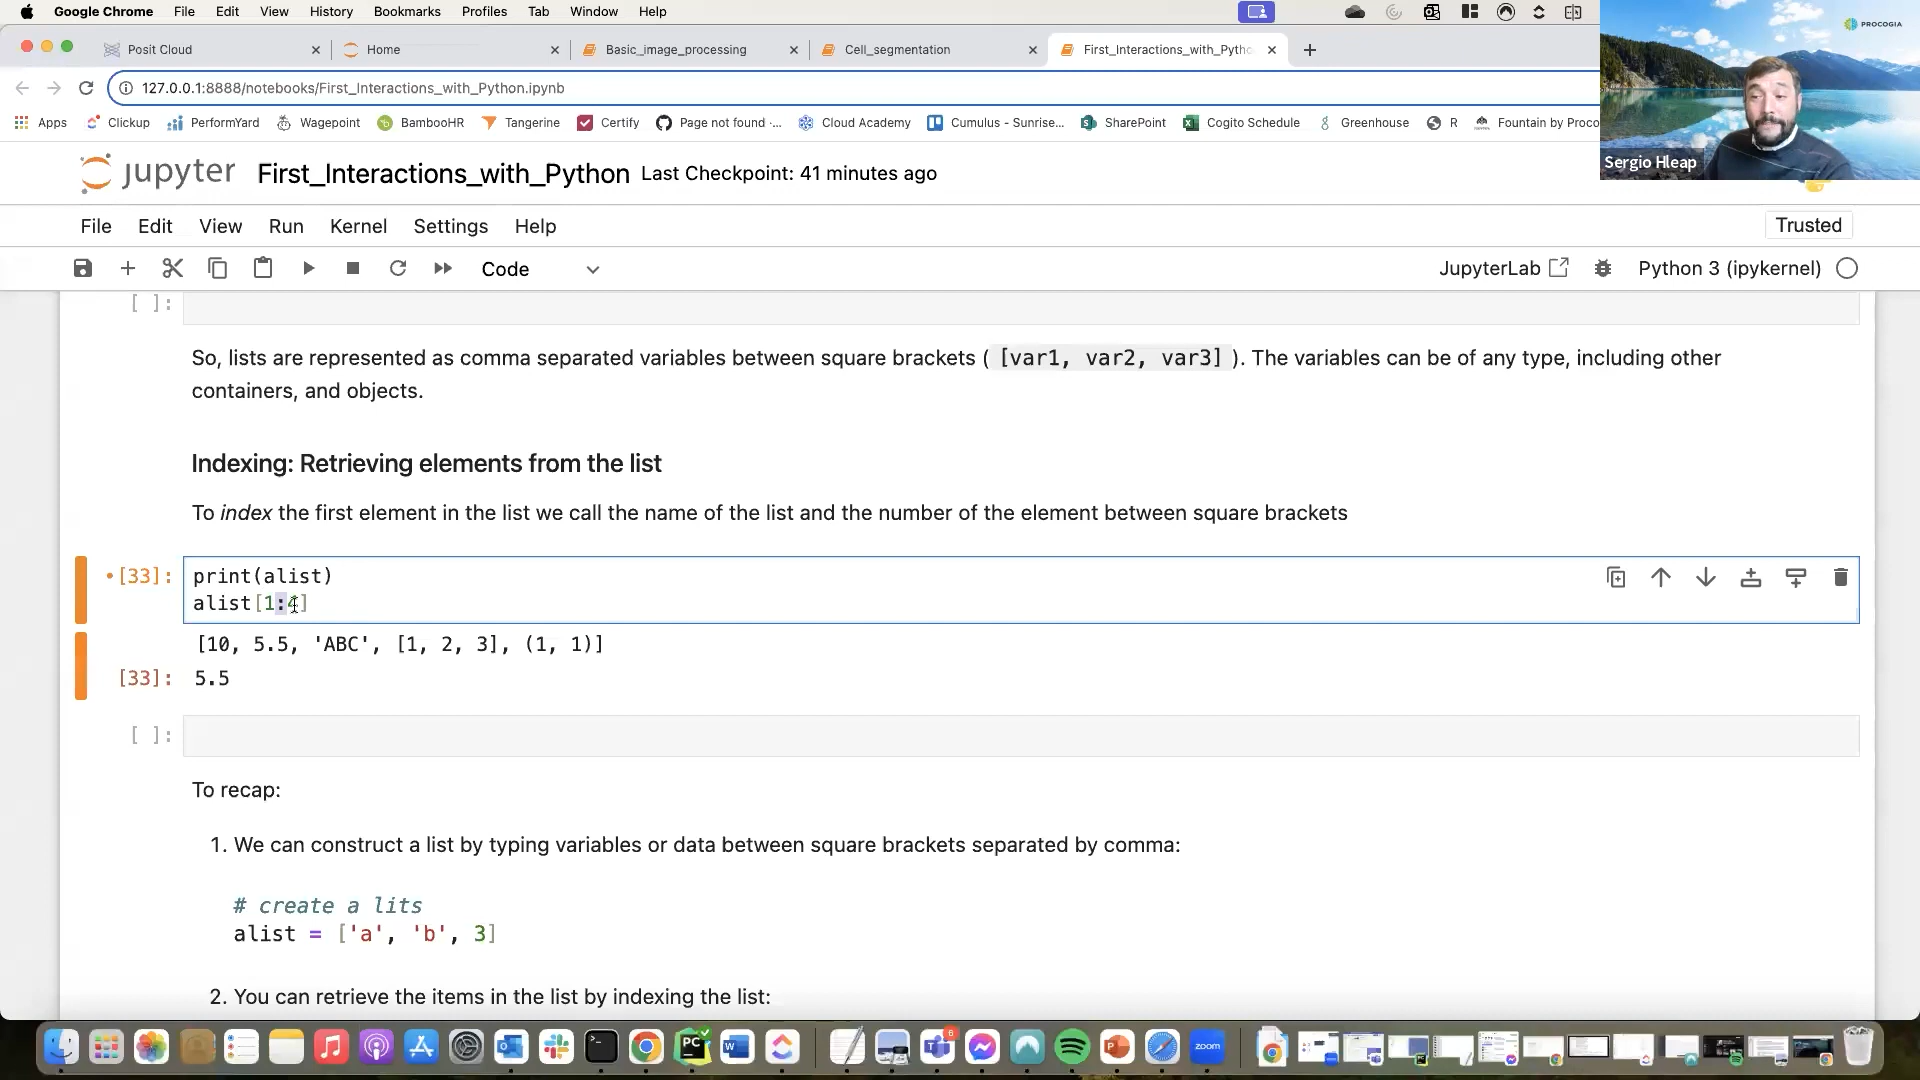 Google Chrome File Edit View History Bookmarks Profiles Tab Window Help
PROCOGIA
Posit Cloud Home Basic_image_processing Cell_segmentation First_Interactions_with_Pytho
127.0.0.1:8888/notebooks/First_Interactions_with_Python.ipynb
Apps Clickup PerformYard Wagepoint BambooHR Tangerine Certify Page not found ·... Cloud Academy Cumulus - Sunrise... SharePoint Cogito Schedule Greenhouse R Fountain by Proco
Sergio Hleap
jupyter First_Interactions_with_Python Last Checkpoint: 41 minutes ago
File Edit View Run Kernel Settings Help Trusted
Code JupyterLab Python 3 (ipykernel)
[ ]:
So, lists are represented as comma separated variables between square brackets ( [var1, var2, var3] ). The variables can be of any type, including other
containers, and objects.
Indexing: Retrieving elements from the list
To index the first element in the list we call the name of the list and the number of the element between square brackets
•[33]: print(alist)
alist[1:4]
[10, 5.5, 'ABC', [1, 2, 3], (1, 1)]
[33]: 5.5
[ ]:
To recap:
1. We can construct a list by typing variables or data between square brackets separated by comma:
# create a lits
alist = ['a', 'b', 3]
2. You can retrieve the items in the list by indexing the list:
PC W 6 P zoom